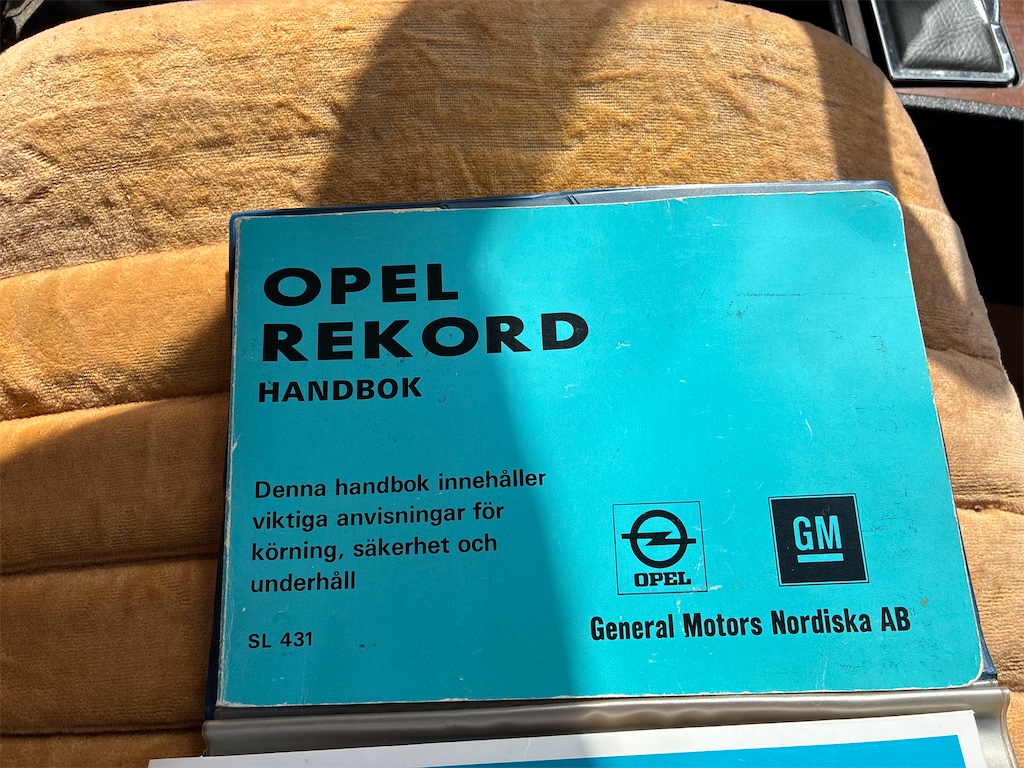 OPEL
REKORD
HANDBOK
Denna handbok innehåller
viktiga anvisningar för
körning, säkerhet och
underhåll
SL 431
OPEL
GM
General Motors Nordiska AB